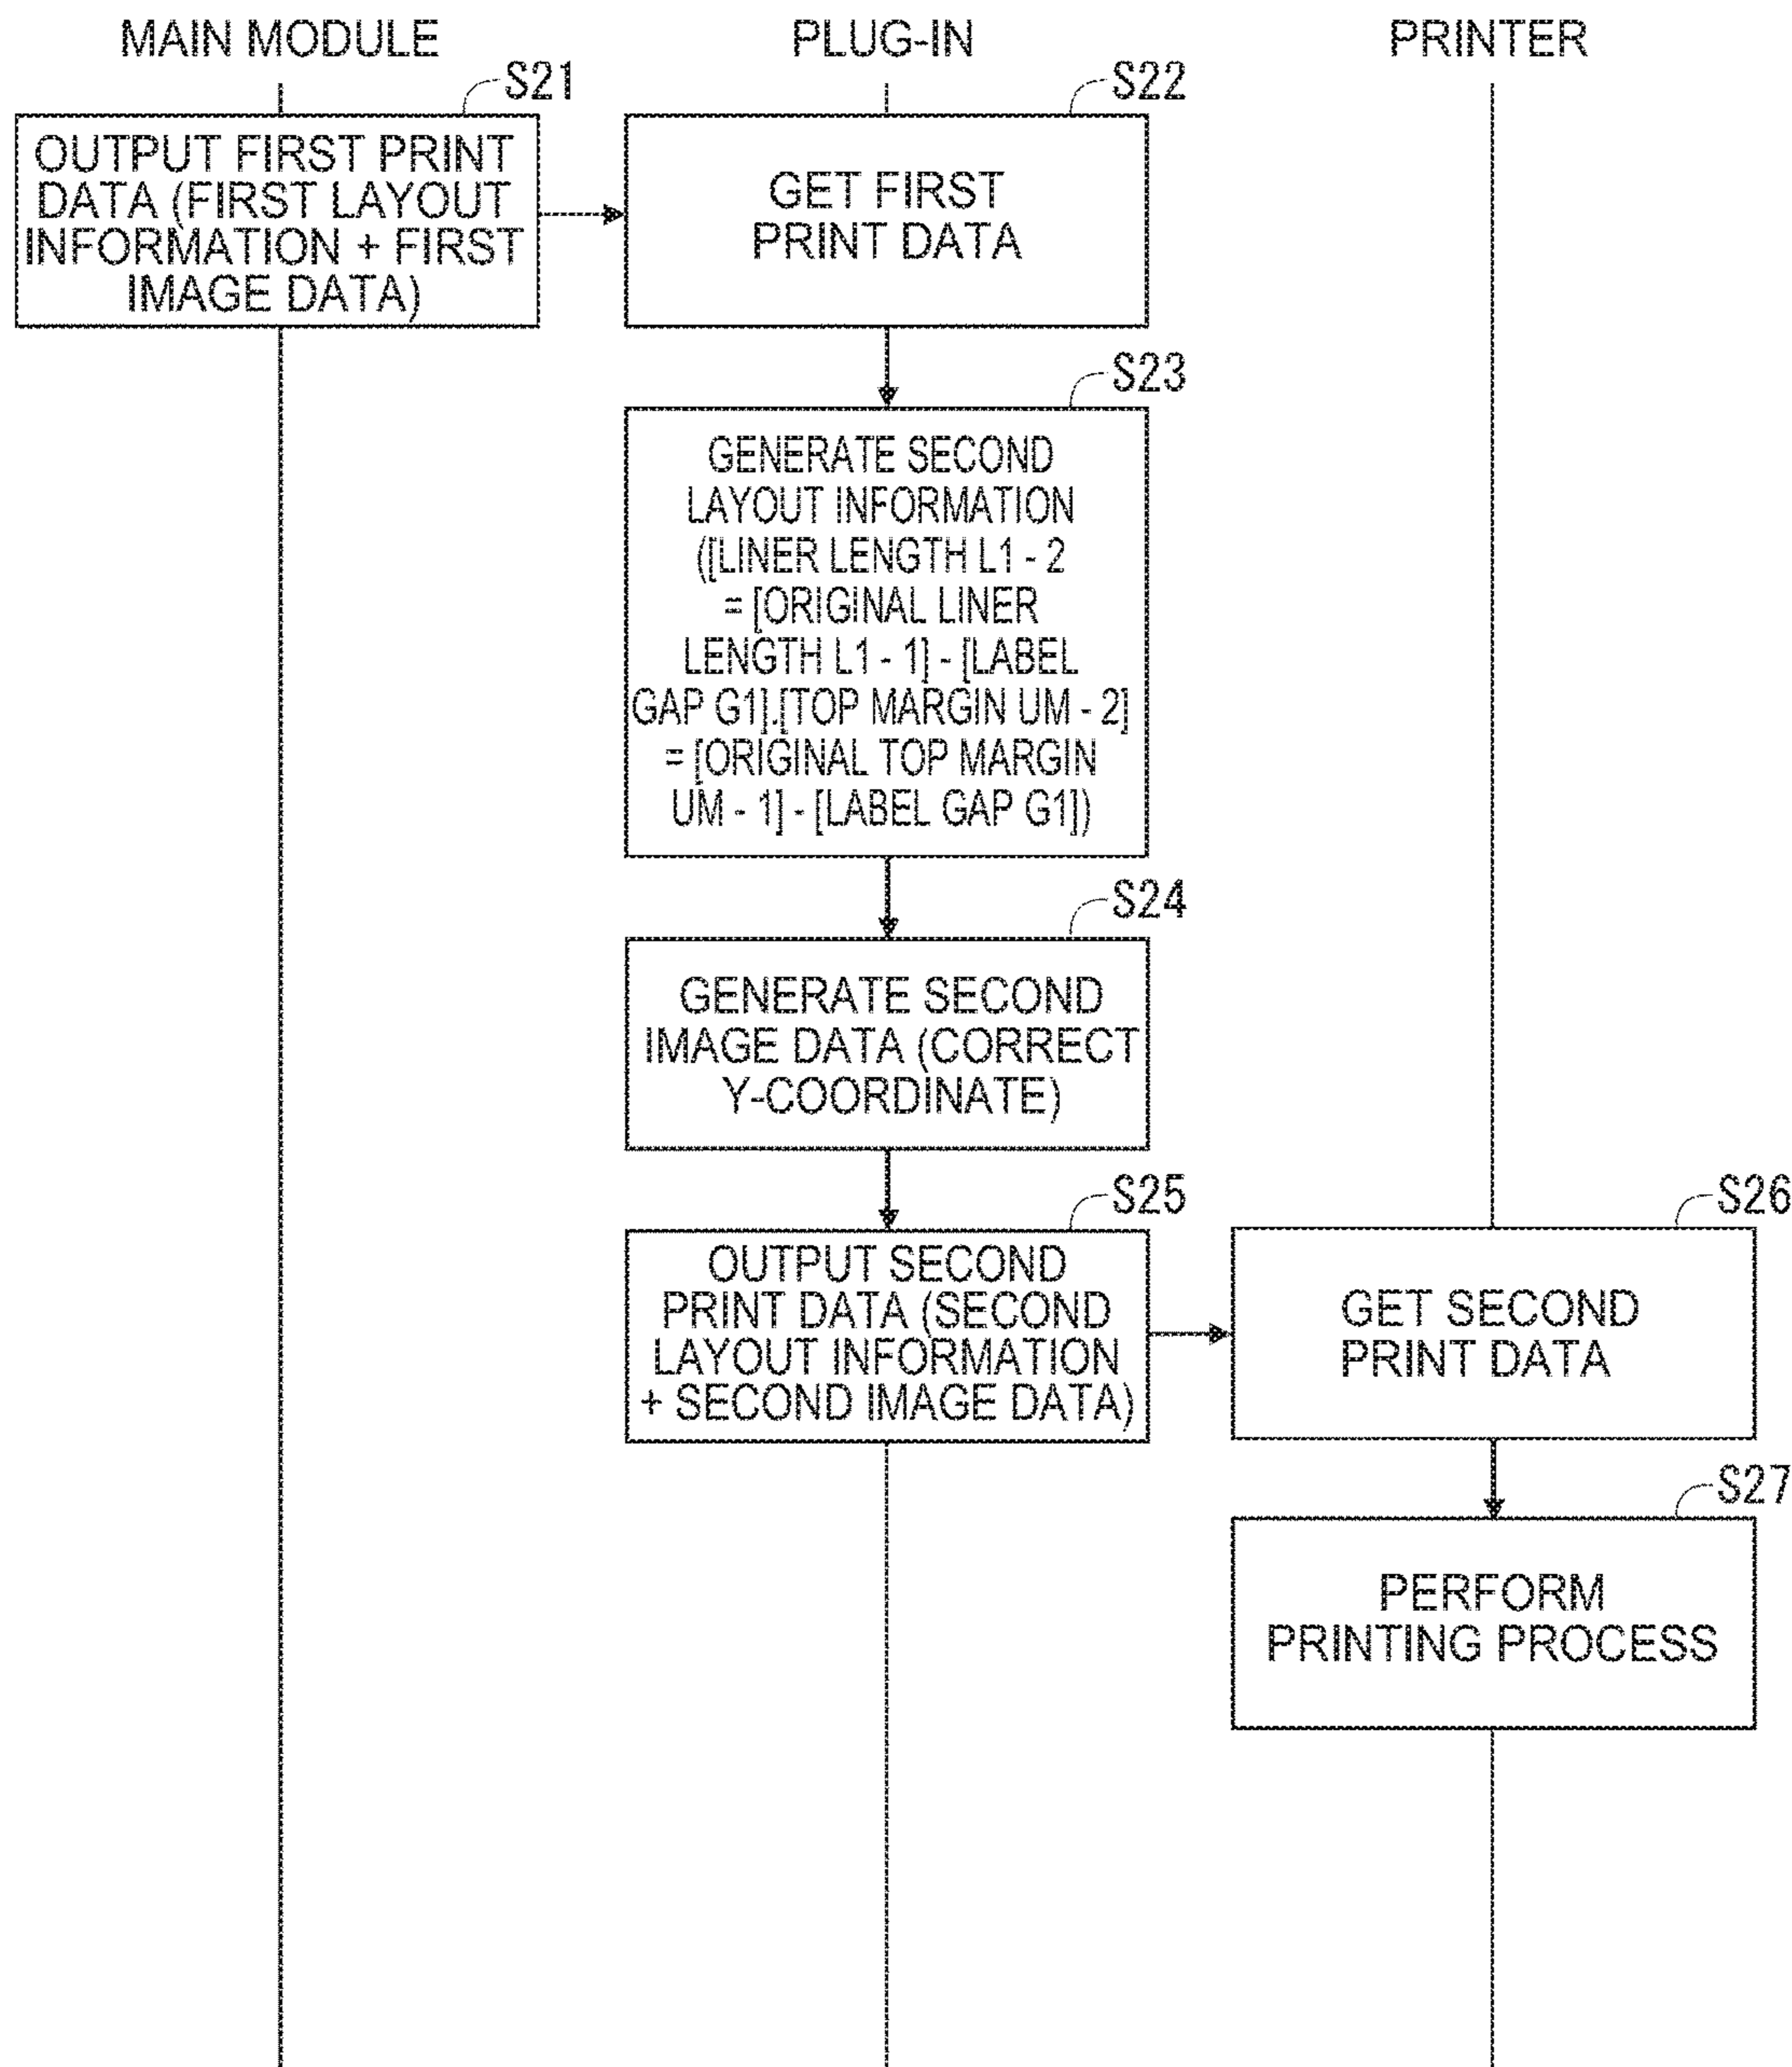 MAIN MODULE
PLUG-IN
PRINTER
S21
OUTPUT FIRST PRINT
DATA (FIRST LAYOUT
INFORMATION + FIRST
IMAGE DATA)
S22
GET FIRST
PRINT DATA
S23
GENERATE SECOND
LAYOUT INFORMATION
([LINER LENGTH L1 - 2
= [ORIGINAL LINER
LENGTH L1 - 1] - [LABEL
GAP G1].[TOP MARGIN UM - 2]
= [ORIGINAL TOP MARGIN
UM - 1] - [LABEL GAP G1])
S24
GENERATE SECOND
IMAGE DATA (CORRECT
Y-COORDINATE)
S25
OUTPUT SECOND
PRINT DATA (SECOND
LAYOUT INFORMATION
+ SECOND IMAGE DATA)
S26
GET SECOND
PRINT DATA
S27
PERFORM
PRINTING PROCESS